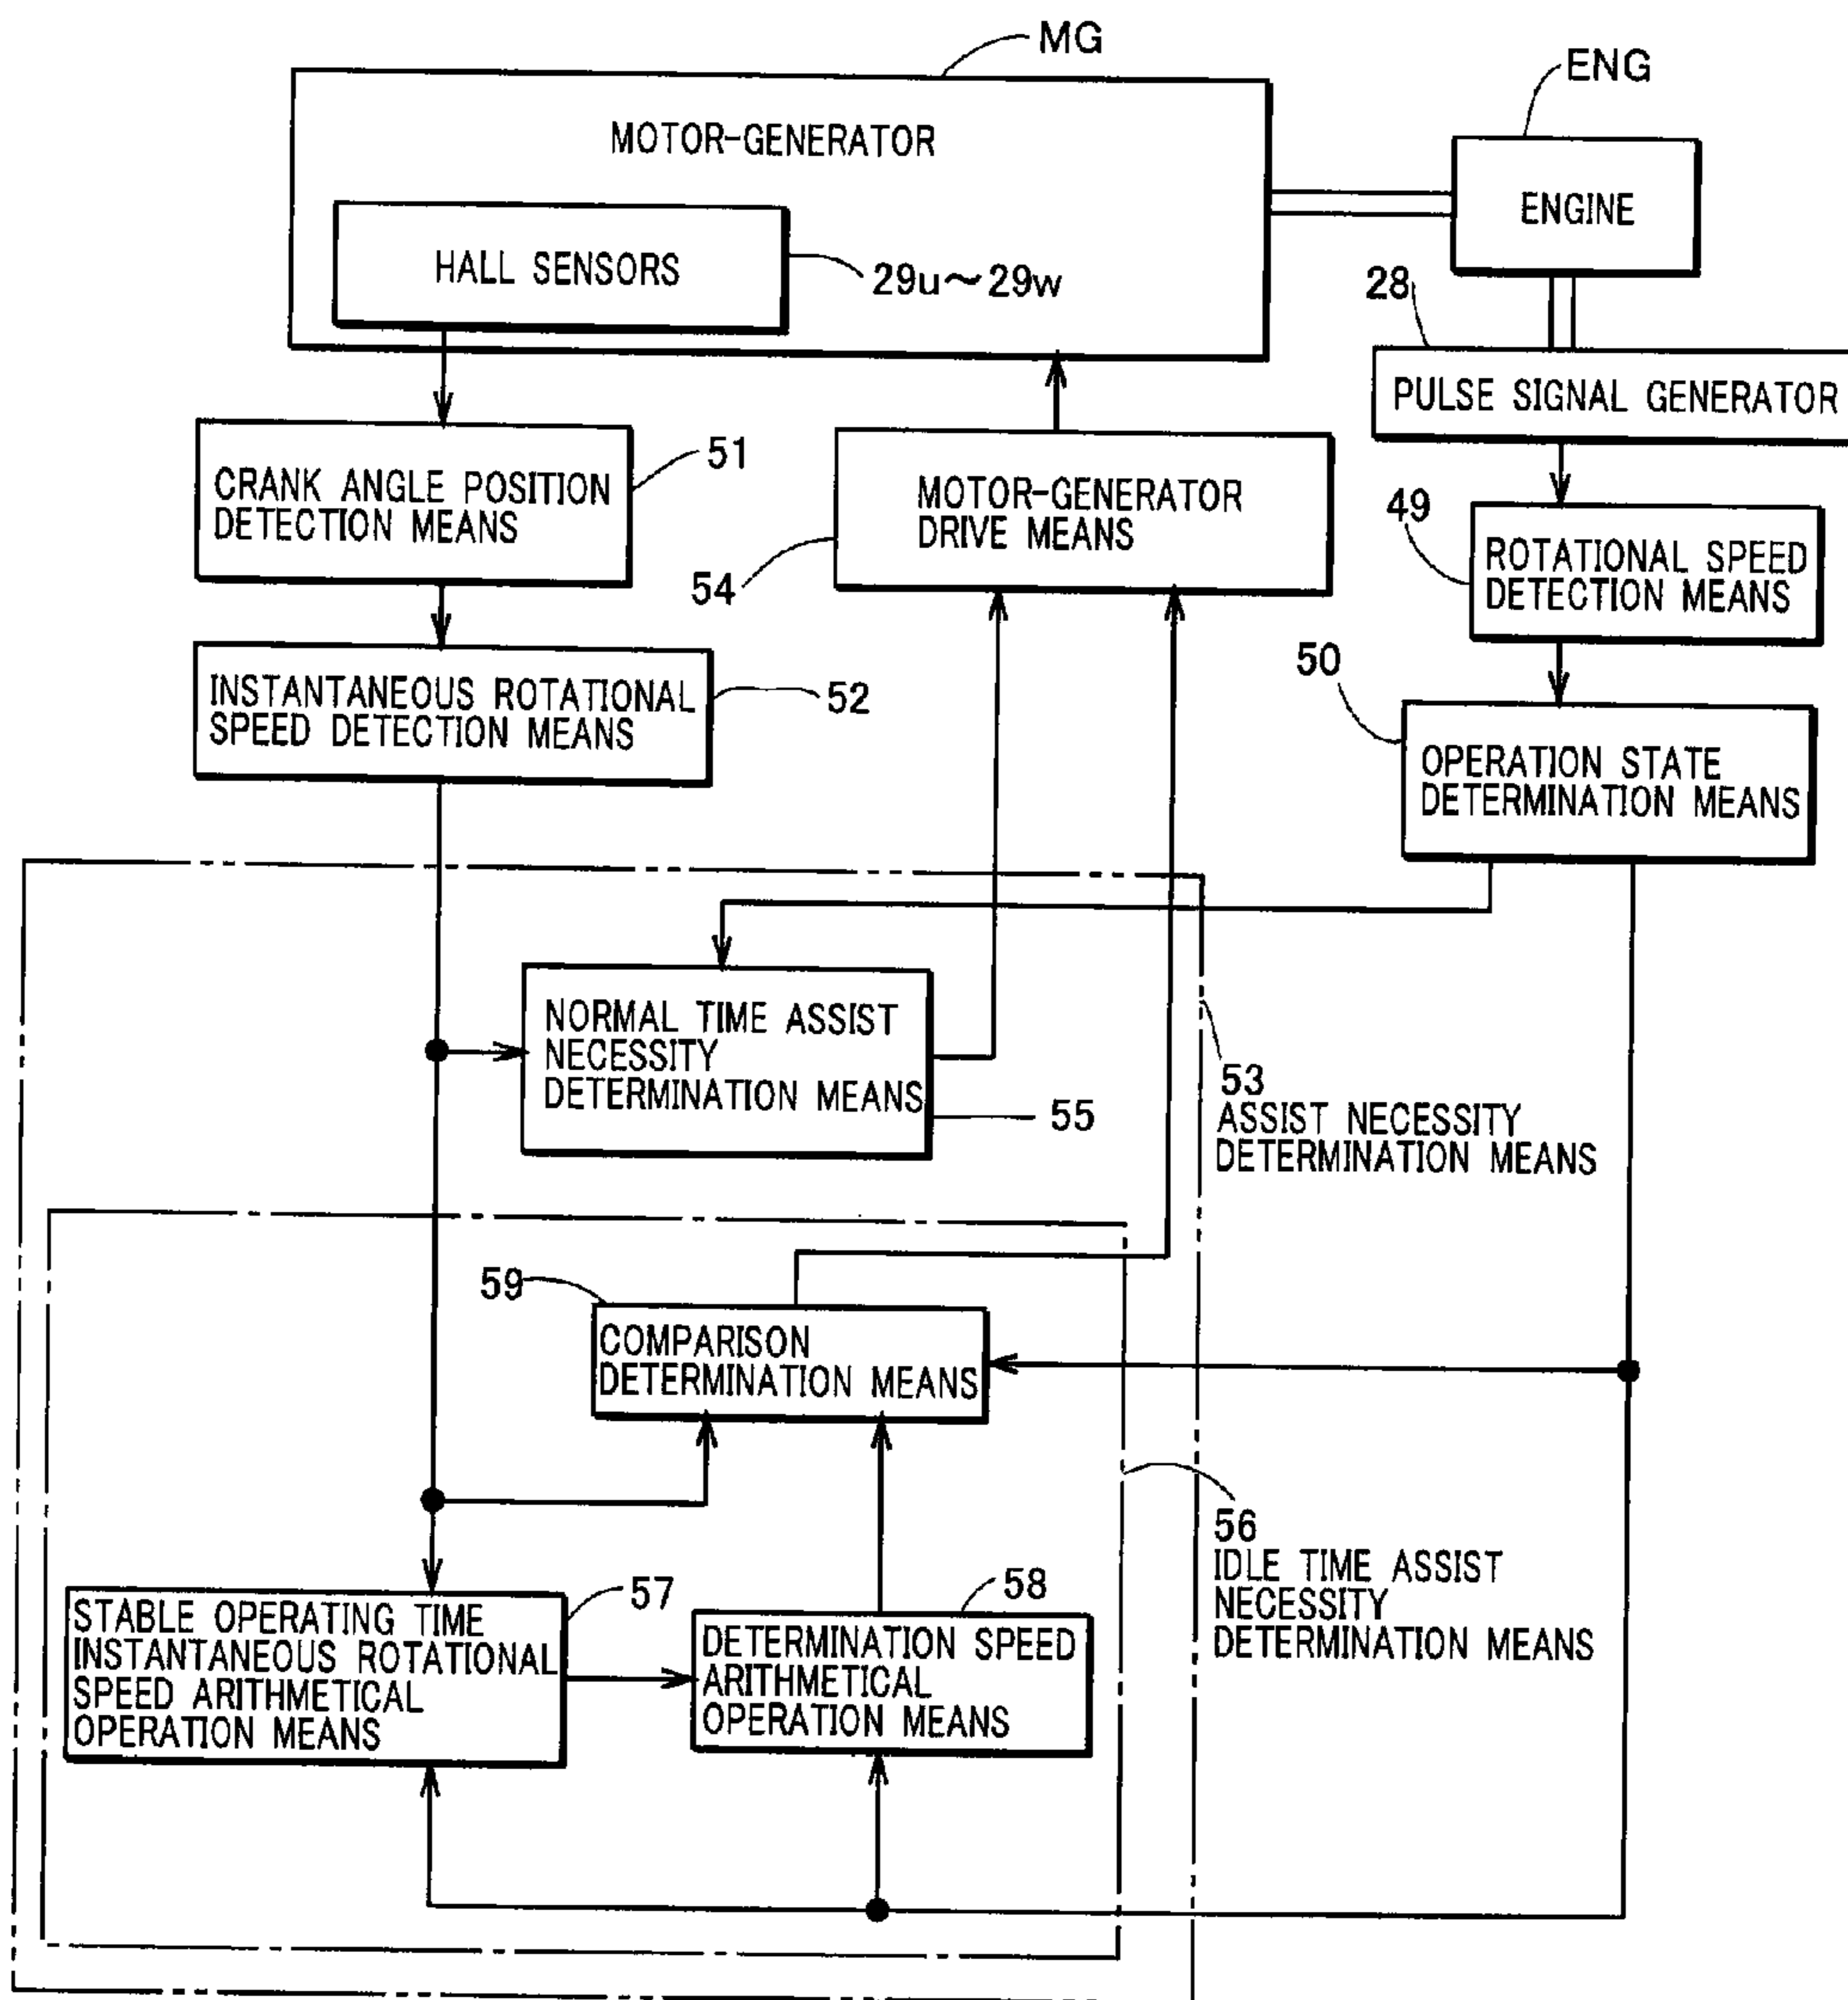 MG
ENG
MOTOR-GENERATOR
ENGINE
HALL SENSORS
29u～29w
28
PULSE SIGNAL GENERATOR
51
CRANK ANGLE POSITION
DETECTION MEANS
MOTOR-GENERATOR
DRIVE MEANS
54
49
ROTATIONAL SPEED
DETECTION MEANS
50
INSTANTANEOUS ROTATIONAL
SPEED DETECTION MEANS
52
OPERATION STATE
DETERMINATION MEANS
NORMAL TIME ASSIST
NECESSITY
DETERMINATION MEANS
55
53
ASSIST NECESSITY
DETERMINATION MEANS
59
COMPARISON
DETERMINATION MEANS
56
IDLE TIME ASSIST
NECESSITY
DETERMINATION MEANS
57
STABLE OPERATING TIME
INSTANTANEOUS ROTATIONAL
SPEED ARITHMETICAL
OPERATION MEANS
58
DETERMINATION SPEED
ARITHMETICAL
OPERATION MEANS